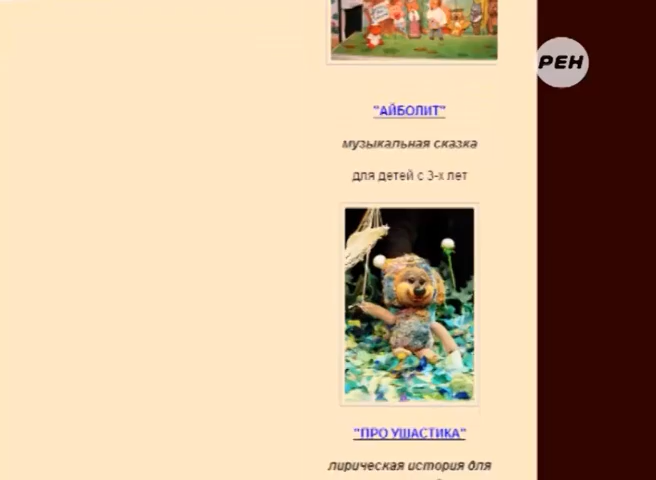 РЕН
"АЙБОЛИТ"
музыкальная сказка
для детей с 3-х лет
"ПРО УШАСТИКА"
лирическая история для